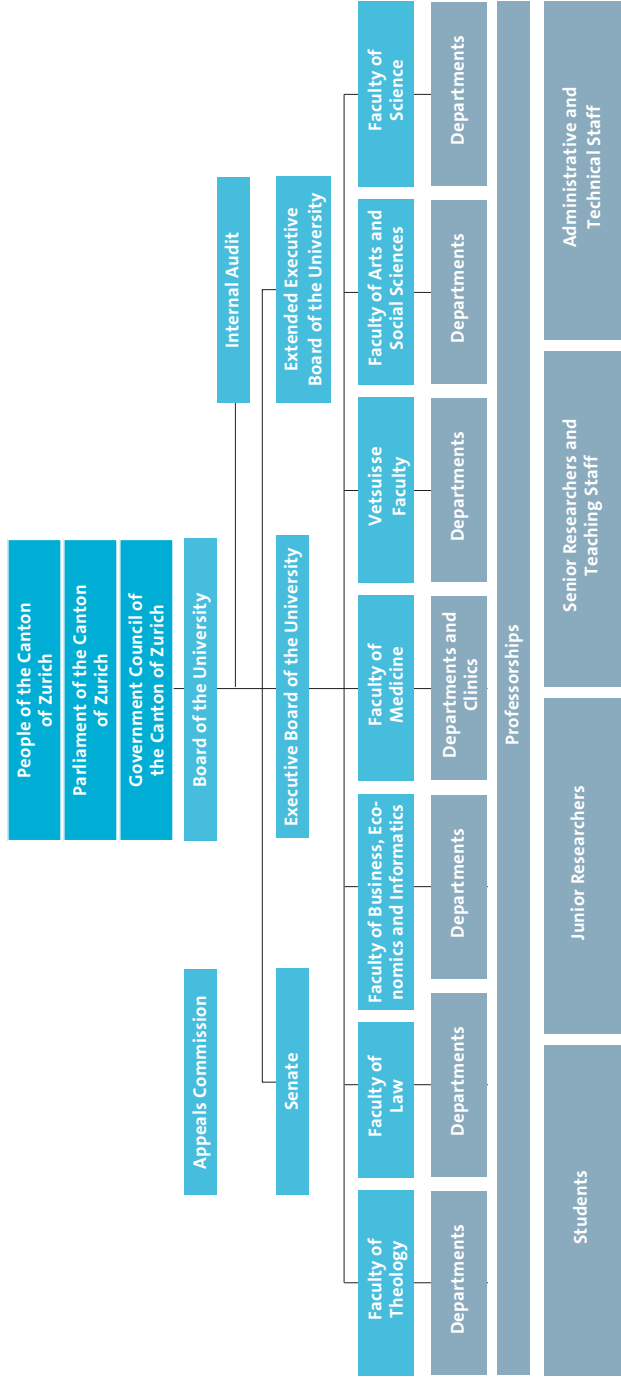 People of the Canton
of Zurich
Parliament of the Canton
of Zurich
Government Council of
the Canton of Zurich
Appeals Commission
Board of the University
Internal Audit
Senate
Executive Board of the University
Extended Executive
Board of the University
Faculty of
Theology
Faculty of
Law
Faculty of Business, Eco-
nomics and Informatics
Faculty of
Medicine
Vetsuisse
Faculty
Faculty of Arts and
Social Sciences
Faculty of
Science
Departments
Departments
Departments
Departments and
Clinics
Departments
Departments
Departments
Professorships
Students
Junior Researchers
Senior Researchers and
Teaching Staff
Administrative and
Technical Staff